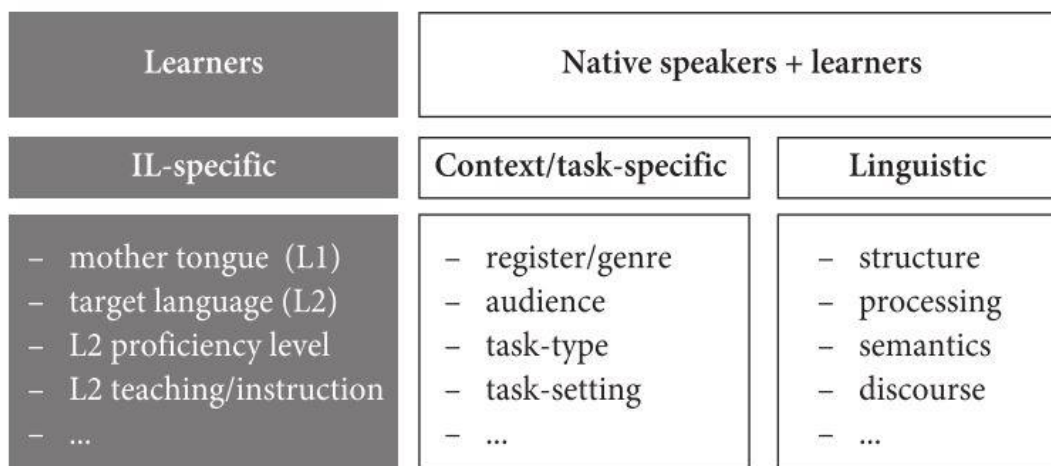 Learners
Native speakers + learners
IL-specific
Context/task-specific
Linguistic
– mother tongue (L1)
– target language (L2)
– L2 proficiency level
– L2 teaching/instruction
– ...
– register/genre
– audience
– task-type
– task-setting
– ...
– structure
– processing
– semantics
– discourse
– ...